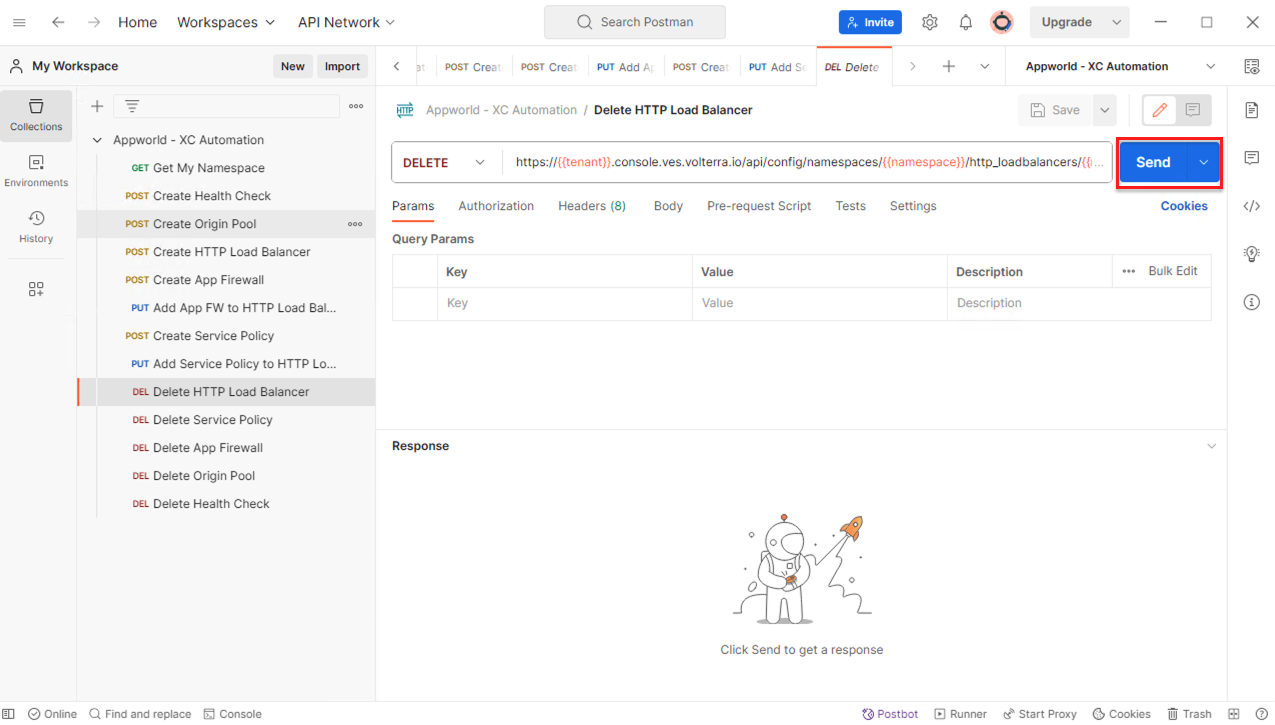 Home Workspaces API Network Search Postman Invite Upgrade
My Workspace New Import
POST Creat POST Creat PUT Add Ap POST Creat PUT Add Se DEL Delete Appworld - XC Automation
Collections
Environments
History
Appworld - XC Automation
GET Get My Namespace
POST Create Health Check
POST Create Origin Pool
POST Create HTTP Load Balancer
POST Create App Firewall
PUT Add App FW to HTTP Load Bal...
POST Create Service Policy
PUT Add Service Policy to HTTP Lo...
DEL Delete HTTP Load Balancer
DEL Delete Service Policy
DEL Delete App Firewall
DEL Delete Origin Pool
DEL Delete Health Check
HTTP Appworld - XC Automation / Delete HTTP Load Balancer Save
DELETE https://{{tenant}}.console.ves.volterra.io/api/config/namespaces/{{namespace}}/http_loadbalancers/{{ ... Send
Params Authorization Headers (8) Body Pre-request Script Tests Settings Cookies
Query Params
Key Value Description Bulk Edit
Key Value Description
Response
Click Send to get a response
Online Find and replace Console Postbot Runner Start Proxy Cookies Trash